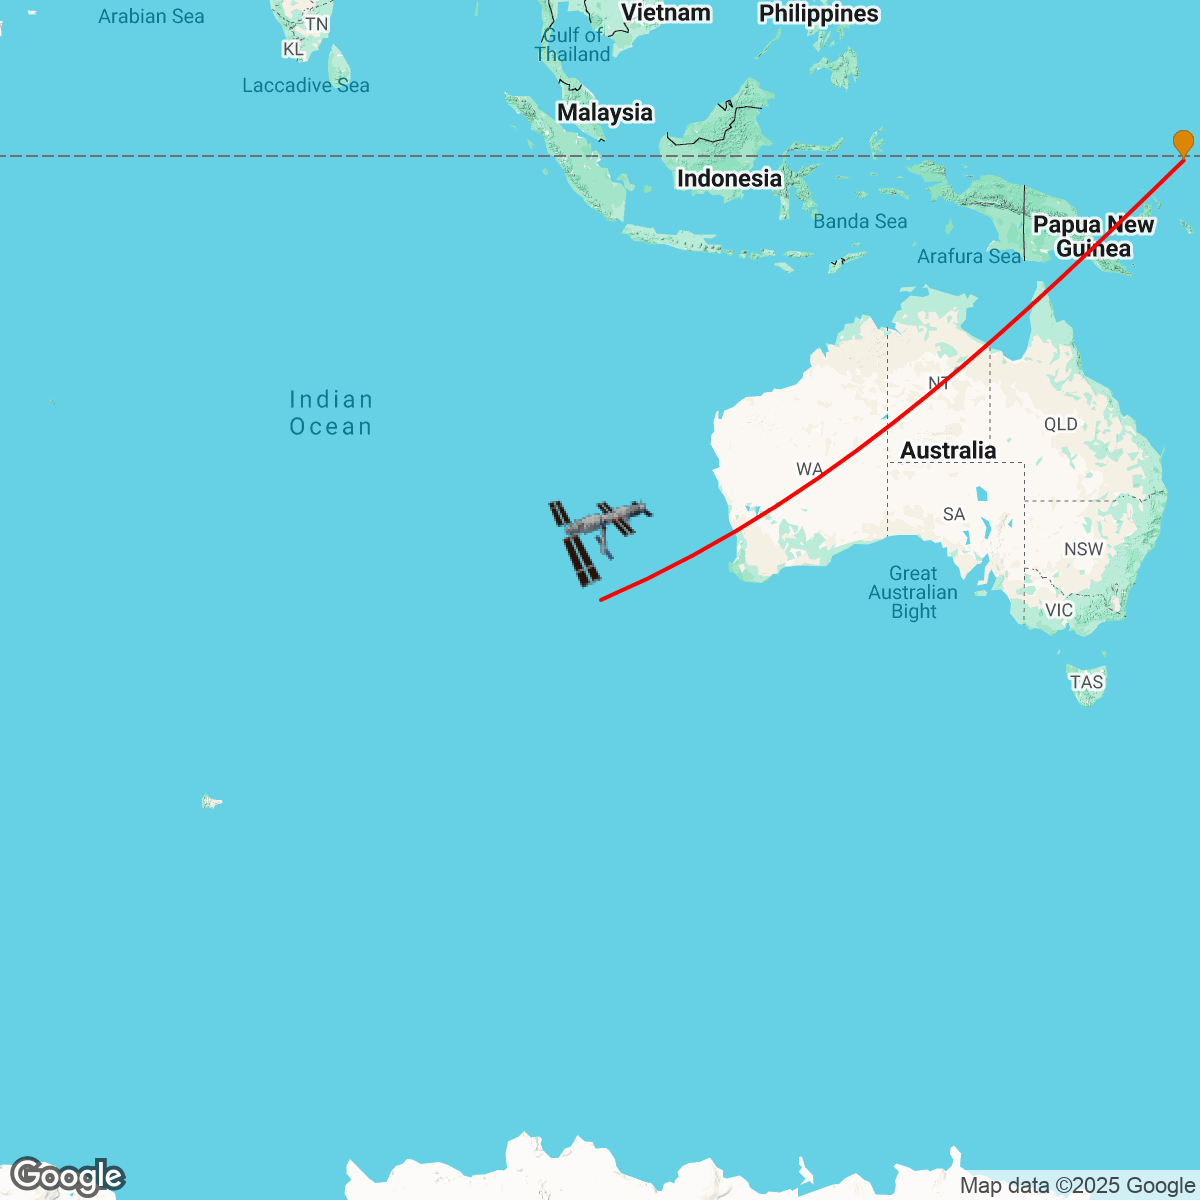 Arabian Sea
TN
KL
Laccadive Sea
Gulf of
Thailand
Vietnam
Philippines
Malaysia
Indonesia
Banda Sea
Arafura Sea
Papua New
Guinea
Indian
Ocean
NT
QLD
WA
Australia
SA
NSW
Great
Australian
Bight
VIC
TAS
Google
Map data ©2025 Google